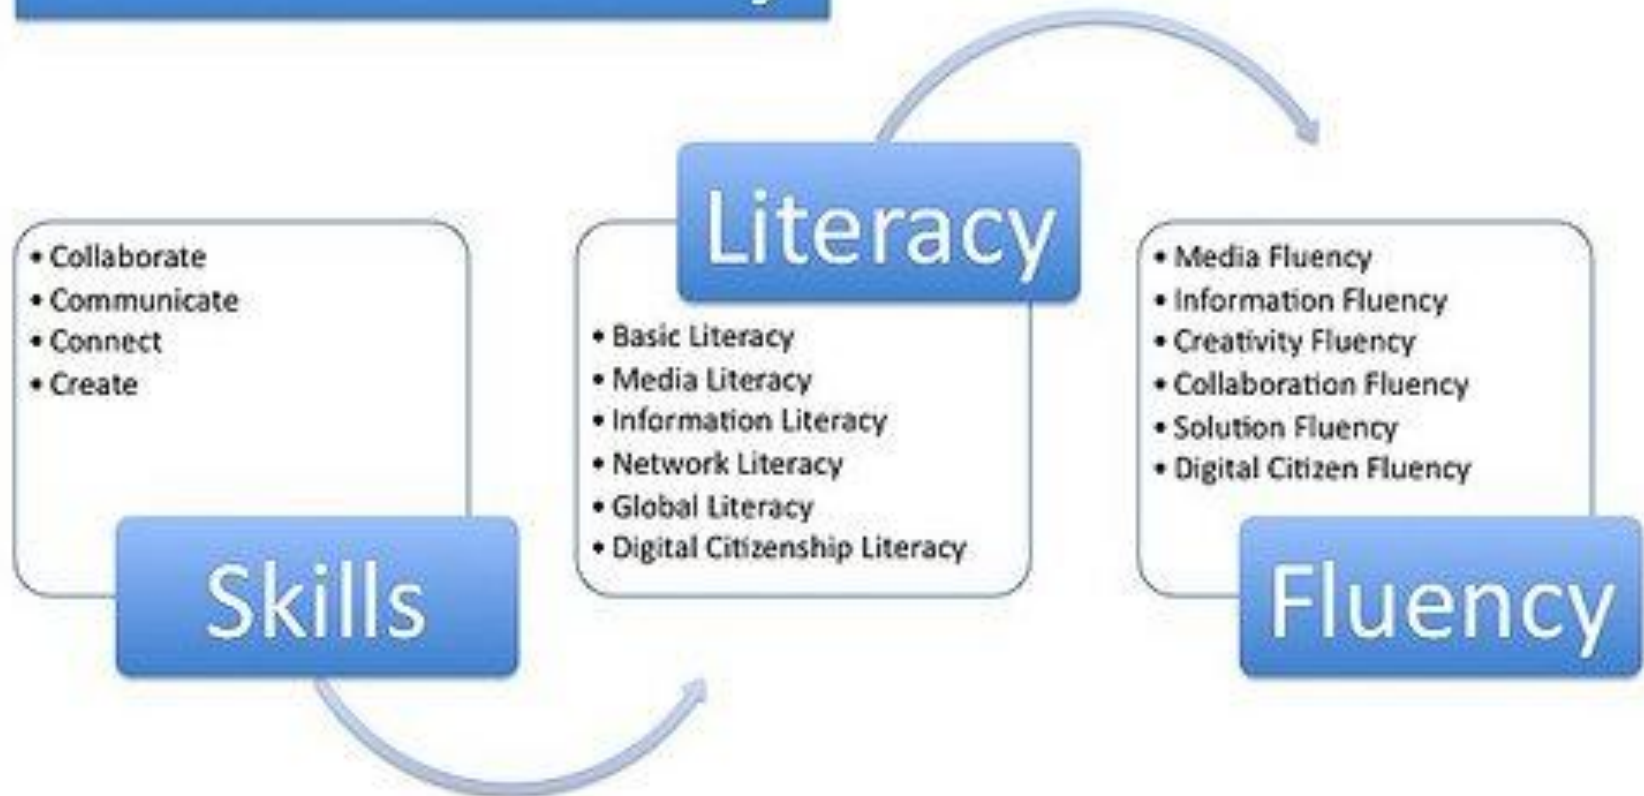 • Collaborate
• Communicate
• Connect
• Create
Skills
Literacy
• Basic Literacy
• Media Literacy
• Information Literacy
• Network Literacy
• Global Literacy
• Digital Citizenship Literacy
• Media Fluency
• Information Fluency
• Creativity Fluency
• Collaboration Fluency
• Solution Fluency
• Digital Citizen Fluency
Fluency